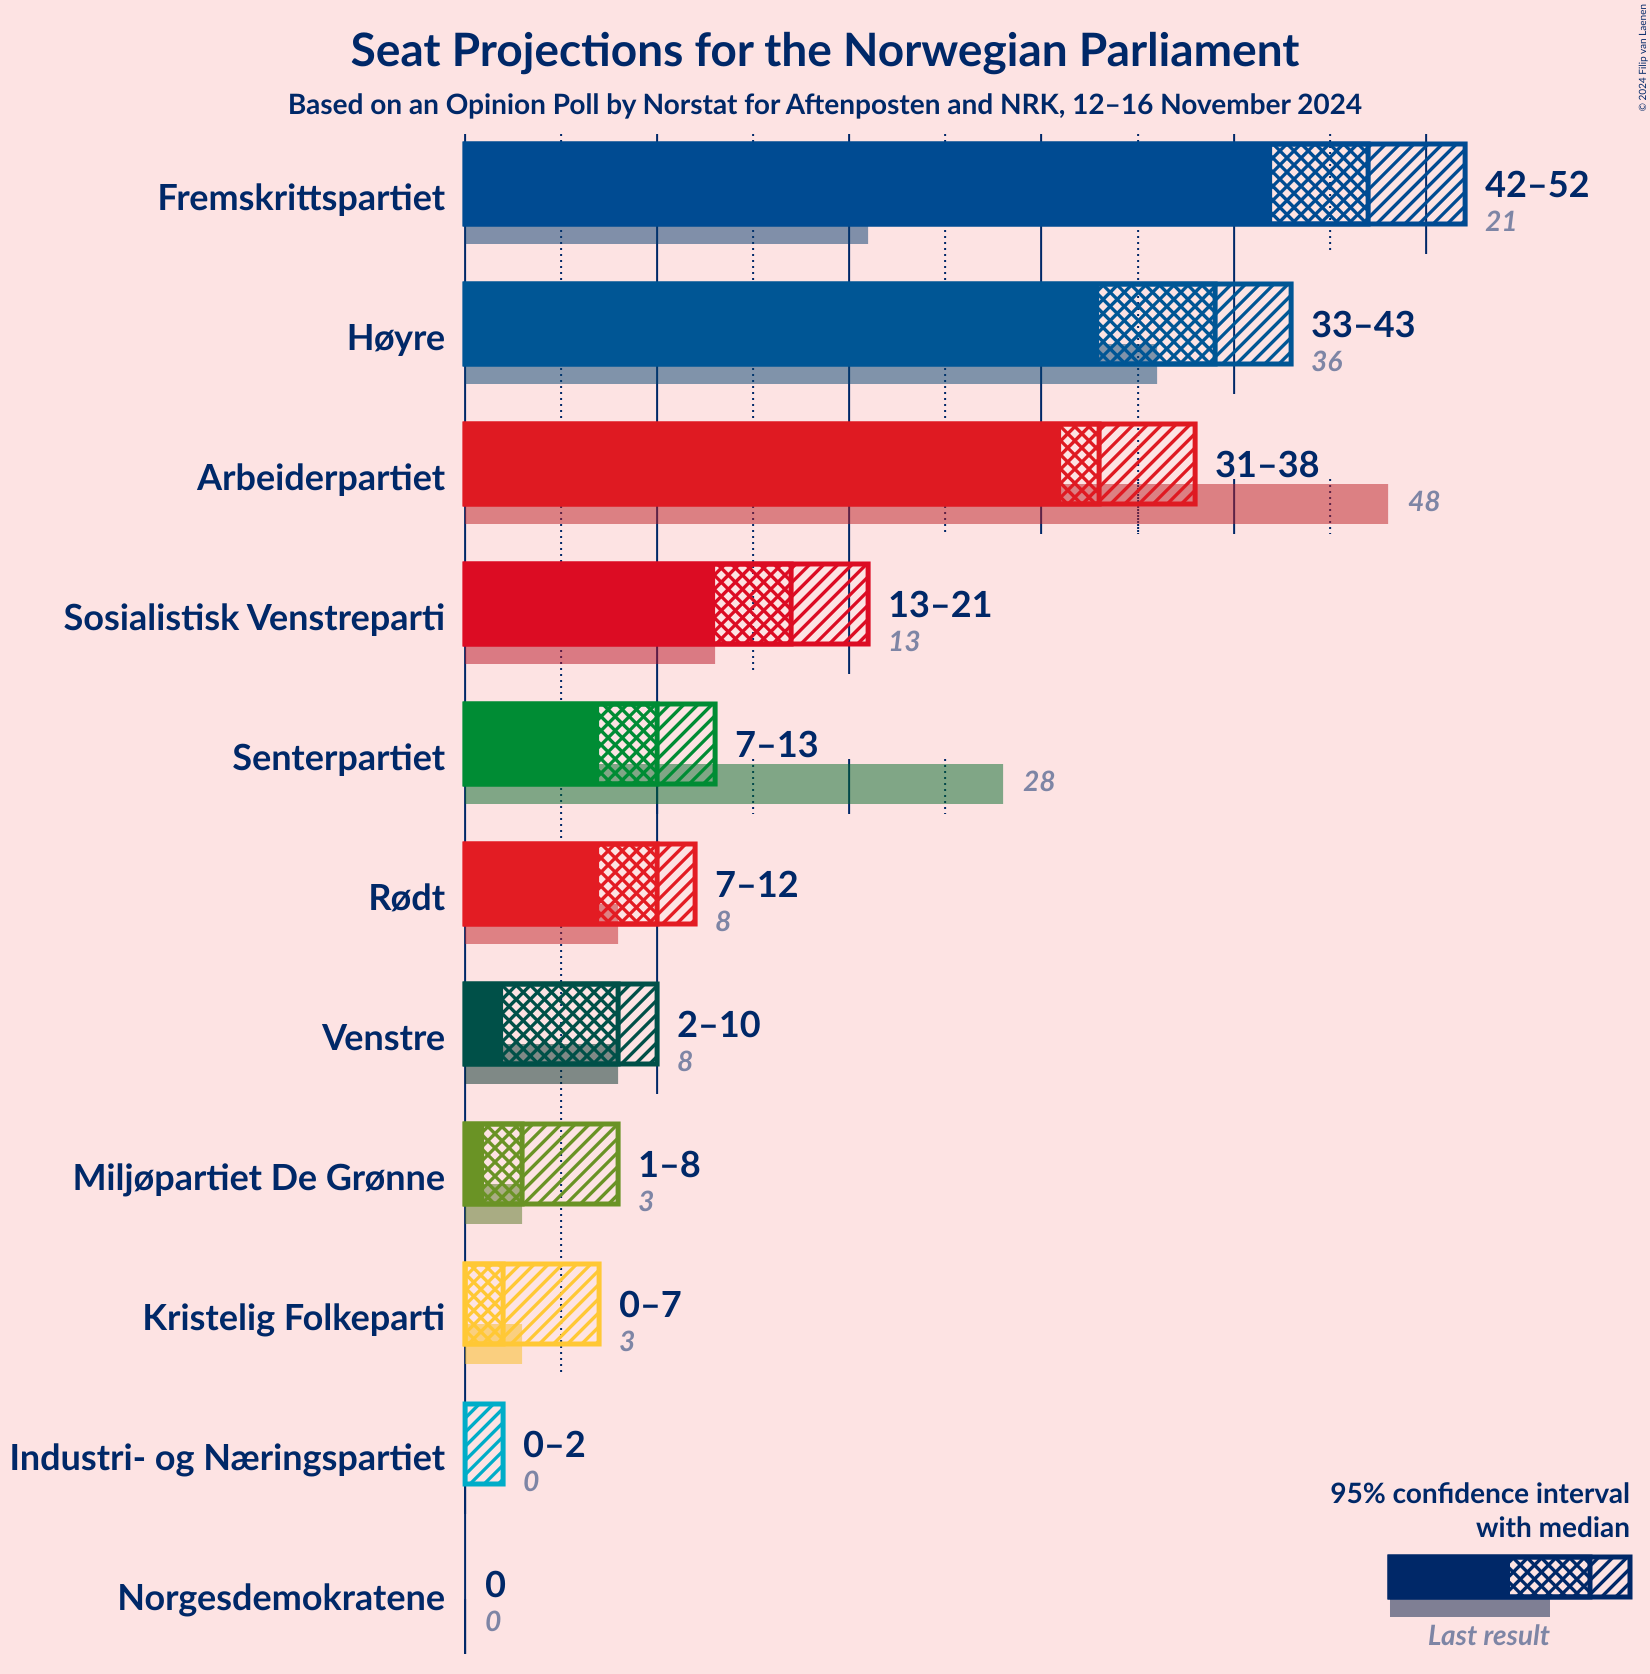 Seat Projections for the Norwegian Parliament
Based on an Opinion Poll by Norstat for Aftenposten and NRK, 12–16 November 2024
© 2024 Filip van Laenen
Fremskrittspartiet
42–52
21
Høyre
33–43
36
Arbeiderpartiet
31–38
48
Sosialistisk Venstreparti
13–21
13
Senterpartiet
7–13
28
Rødt
7–12
8
Venstre
2–10
8
Miljøpartiet De Grønne
1–8
3
Kristelig Folkeparti
0–7
3
Industri- og Næringspartiet
0–2
0
Norgesdemokratene
0
0
95% confidence interval
with median
Last result